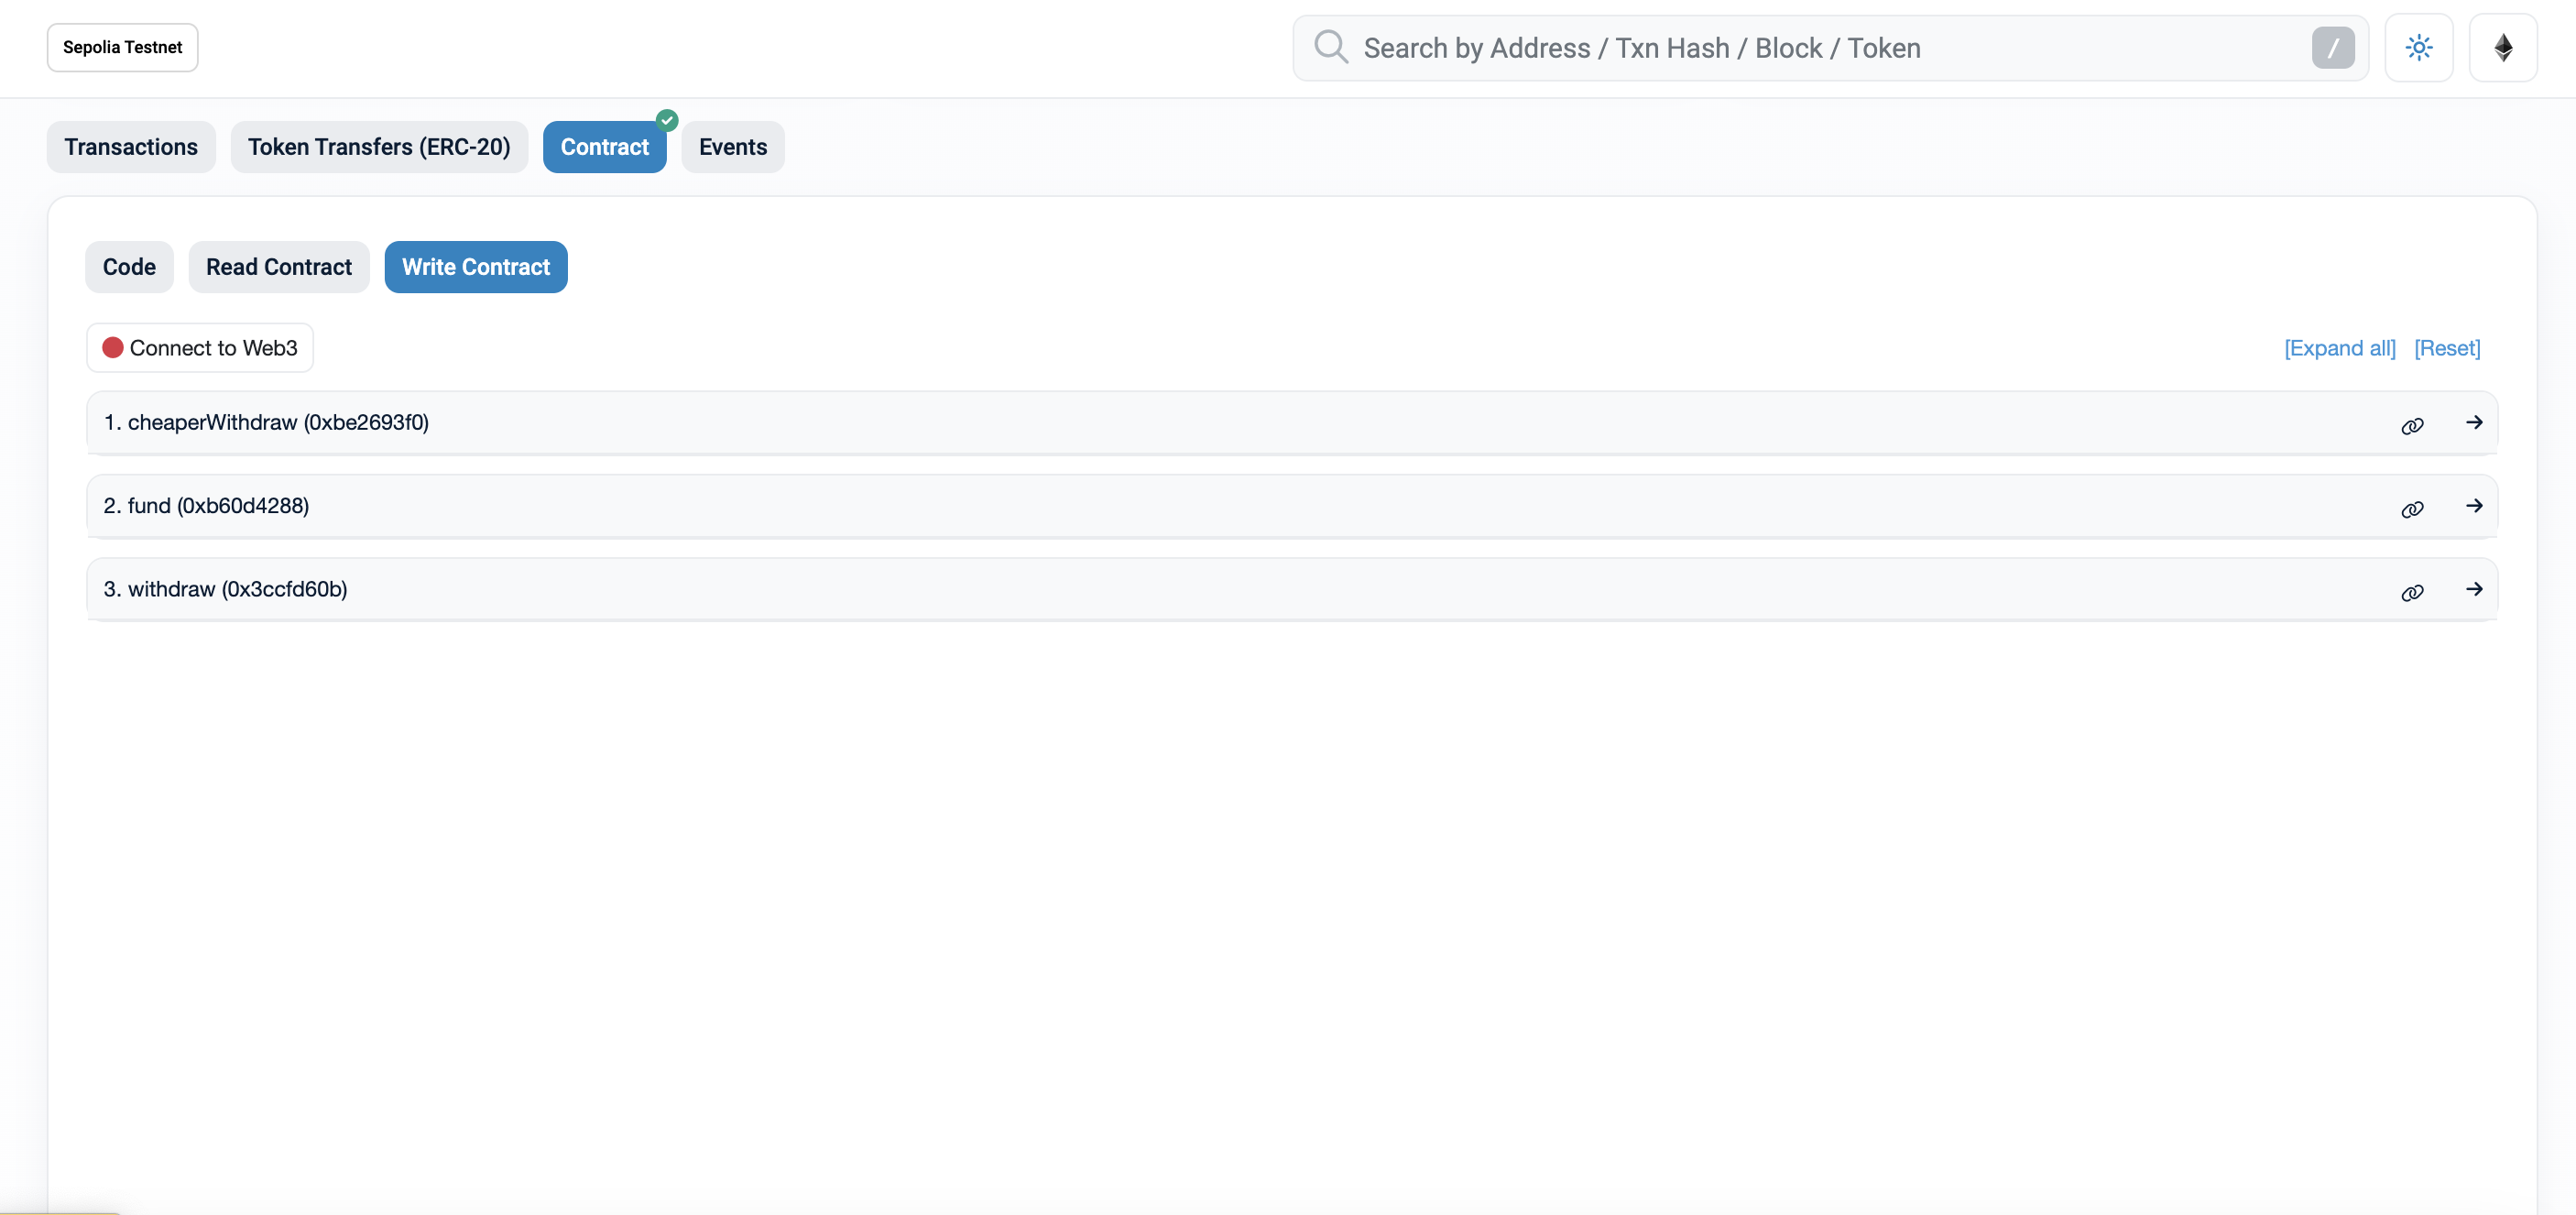 Sepolia Testnet
Search by Address / Txn Hash / Block / Token
/
Transactions
Token Transfers (ERC-20)
Contract
Events
Code
Read Contract
Write Contract
Connect to Web3
[Expand all]
[Reset]
1. cheaperWithdraw (0xbe2693f0)
2. fund (0xb60d4288)
3. withdraw (0x3ccfd60b)